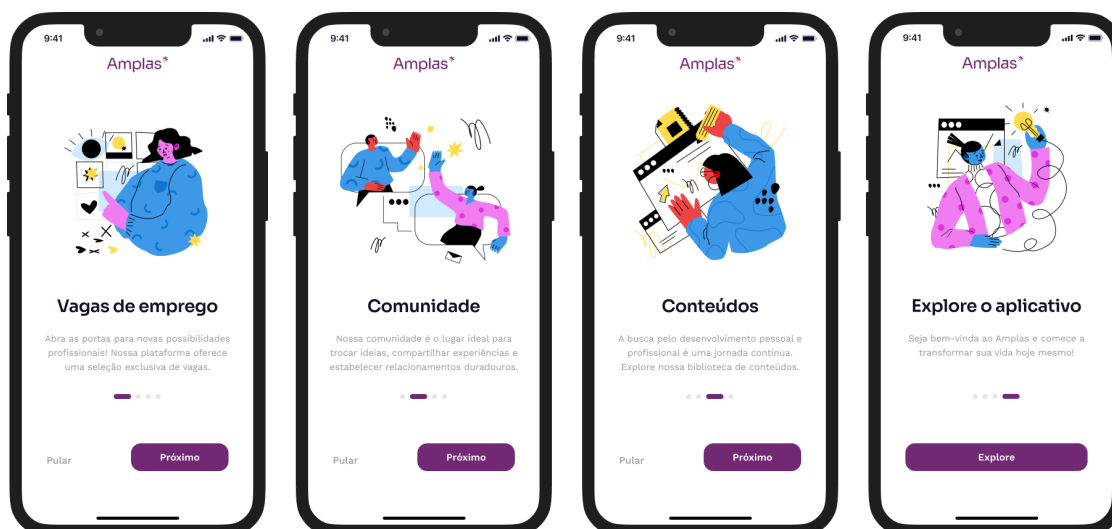 9:41
Amplas*
Vagas de emprego
Abra as portas para novas possibilidades
profissionais! Nossa plataforma oferece
uma seleção exclusiva de vagas.
Pular
Próximo
9:41
Amplas*
Comunidade
Nossa comunidade é o lugar ideal para
trocar ideias, compartilhar experiências e
estabelecer relacionamentos duradouros.
Pular
Próximo
9:41
Amplas*
Conteúdos
A busca pelo desenvolvimento pessoal e
profissional é uma jornada contínua.
Explore nossa biblioteca de conteúdos.
Pular
Próximo
9:41
Amplas*
Explore o aplicativo
Seja bem-vinda ao Amplas e comece a
transformar sua vida hoje mesmo!
Explore